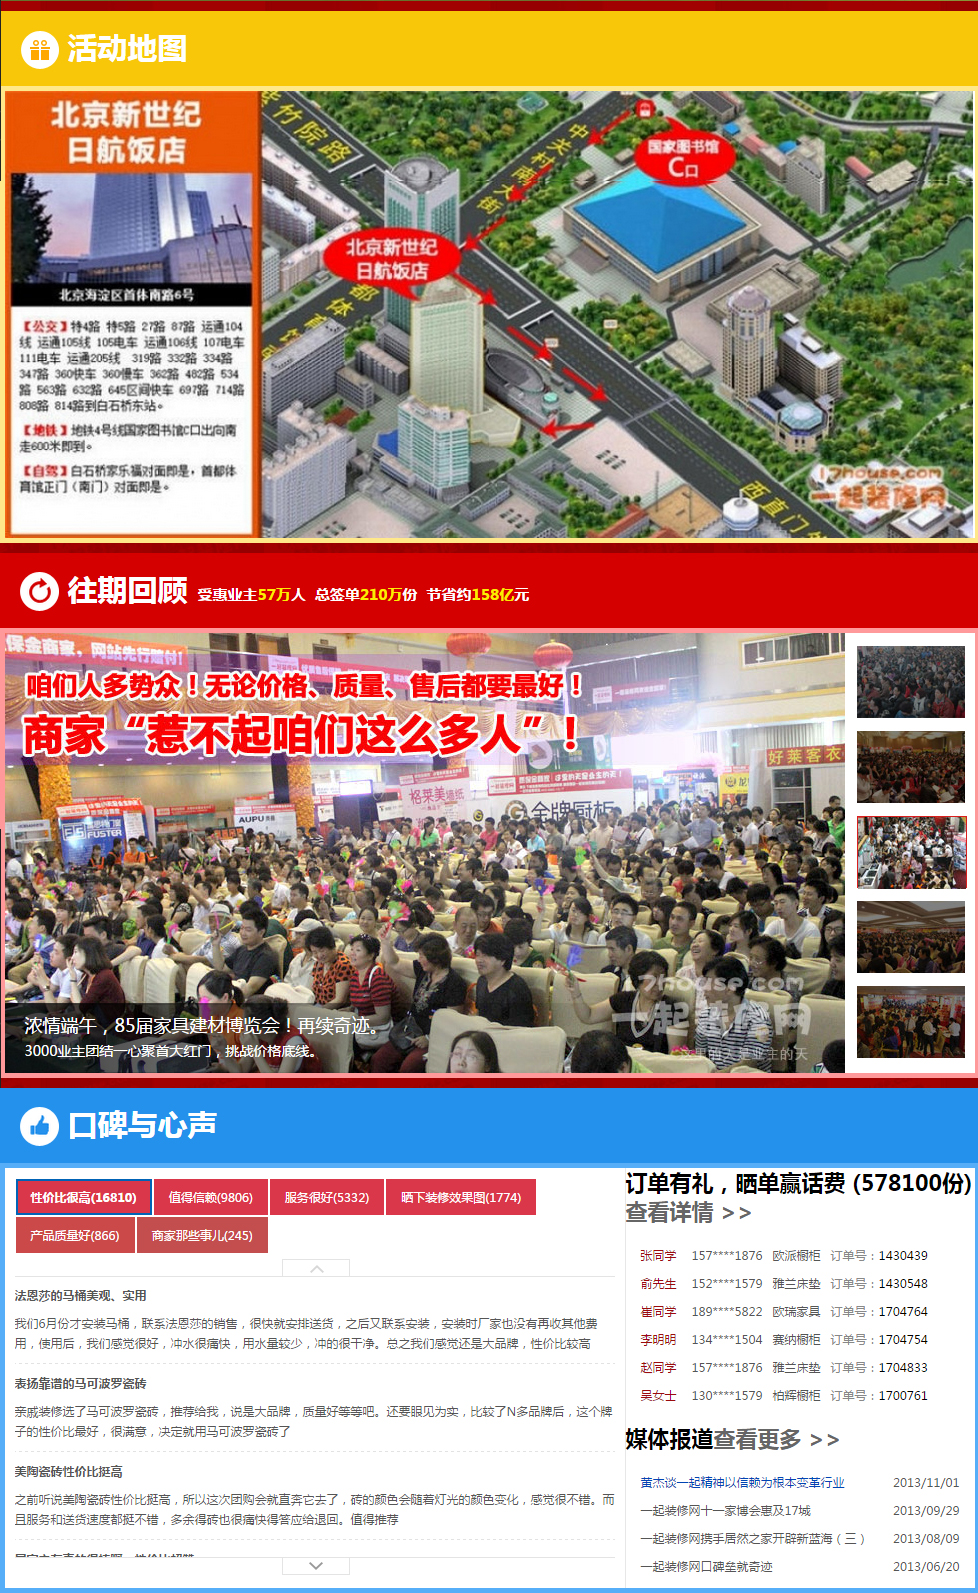 活动地图
北京新世纪
日航饭店
北京海淀区首体南路6号
【公交】特4路 特5路 27路 87路 运通104
线 运通105线 105电车 运通106线 107电车
111电车 运通205线 319路 332路 334路
347路 360快车 360慢车 362路 482路 534
路 563路 632路 645区间快车 697路 714路
808路 814路到白石桥东站。
【地铁】地铁4号线国家图书馆C口出向南
走600米即到。
【自驾】白石桥家乐福对面即是,首都体
育馆正门(南门)对面即是。
紫竹院路
中关村南大街
国家图书馆
C口
北京新世纪
日航饭店
都体育馆
西直门
17house.com
一起装修网
往期回顾 受惠业主57万人 总签单210万份 节省约158亿元
保金商家,网站先行赔付!
咱们人多势众!无论价格、质量、售后都要最好!
商家“惹不起咱们这么多人”!
好莱客衣
格莱美墙纸
金牌厨柜
AUPU
FUSTER
17house.com
一起装修网
浓情端午,85届家具建材博览会!再续奇迹。
3000业主团结一心聚首大红门,挑战价格底线。
口碑与心声
性价比很高(16810) 值得信赖(9806) 服务很好(5332) 晒下装修效果图(1774)
产品质量好(866) 商家那些事儿(245)
法恩莎的马桶美观、实用
我们6月份才安装马桶,联系法恩莎的销售,很快就安排送货,之后又联系安装,安装时厂家也没有再收其他费
用,使用后,我们感觉很好,冲水很痛快,用水量较少,冲的很干净。总之我们感觉还是大品牌,性价比较高
表扬靠谱的马可波罗瓷砖
亲戚装修选了马可波罗瓷砖,推荐给我,说是大品牌,质量好等等吧。还要眼见为实,比较了N多品牌后,这个牌
子的性价比最好,很满意,决定就用马可波罗瓷砖了
美陶瓷砖性价比挺高
之前听说美陶瓷砖性价比挺高,所以这次团购会就直奔它去了,砖的颜色会随着灯光的颜色变化,感觉很不错。而
且服务和送货速度都挺不错,多余得砖也很痛快得答应给退回。值得推荐
订单有礼,晒单赢话费 (578100份)
查看详情 >>
张同学 157****1876 欧派橱柜 订单号:1430439
俞先生 152****1579 雅兰床垫 订单号:1430548
崔同学 189****5822 欧瑞家具 订单号:1704764
李明明 134****1504 赛纳橱柜 订单号:1704754
赵同学 157****1876 雅兰床垫 订单号:1704833
吴女士 130****1579 柏辉橱柜 订单号:1700761
媒体报道查看更多 >>
黄杰谈一起精神以信赖为根本变革行业 2013/11/01
一起装修网十一家博会惠及17城 2013/09/29
一起装修网携手居然之家开辟新蓝海(三) 2013/08/09
一起装修网口碑垒就奇迹 2013/06/20